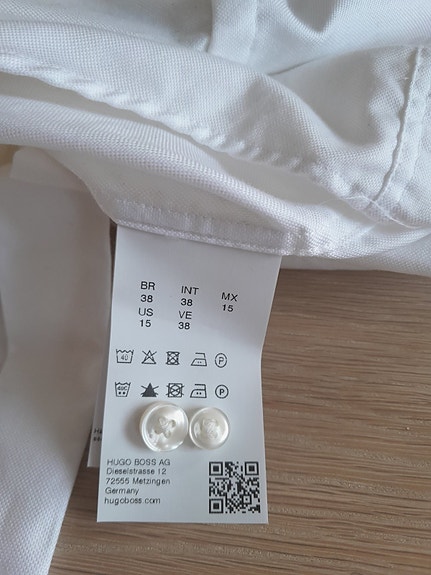 BR INT MX
38 38 15
US VE
15 38
40 P
40C P
HUGO BOSS AG
Dieselstrasse 12
72555 Metzingen
Germany
hugoboss.com